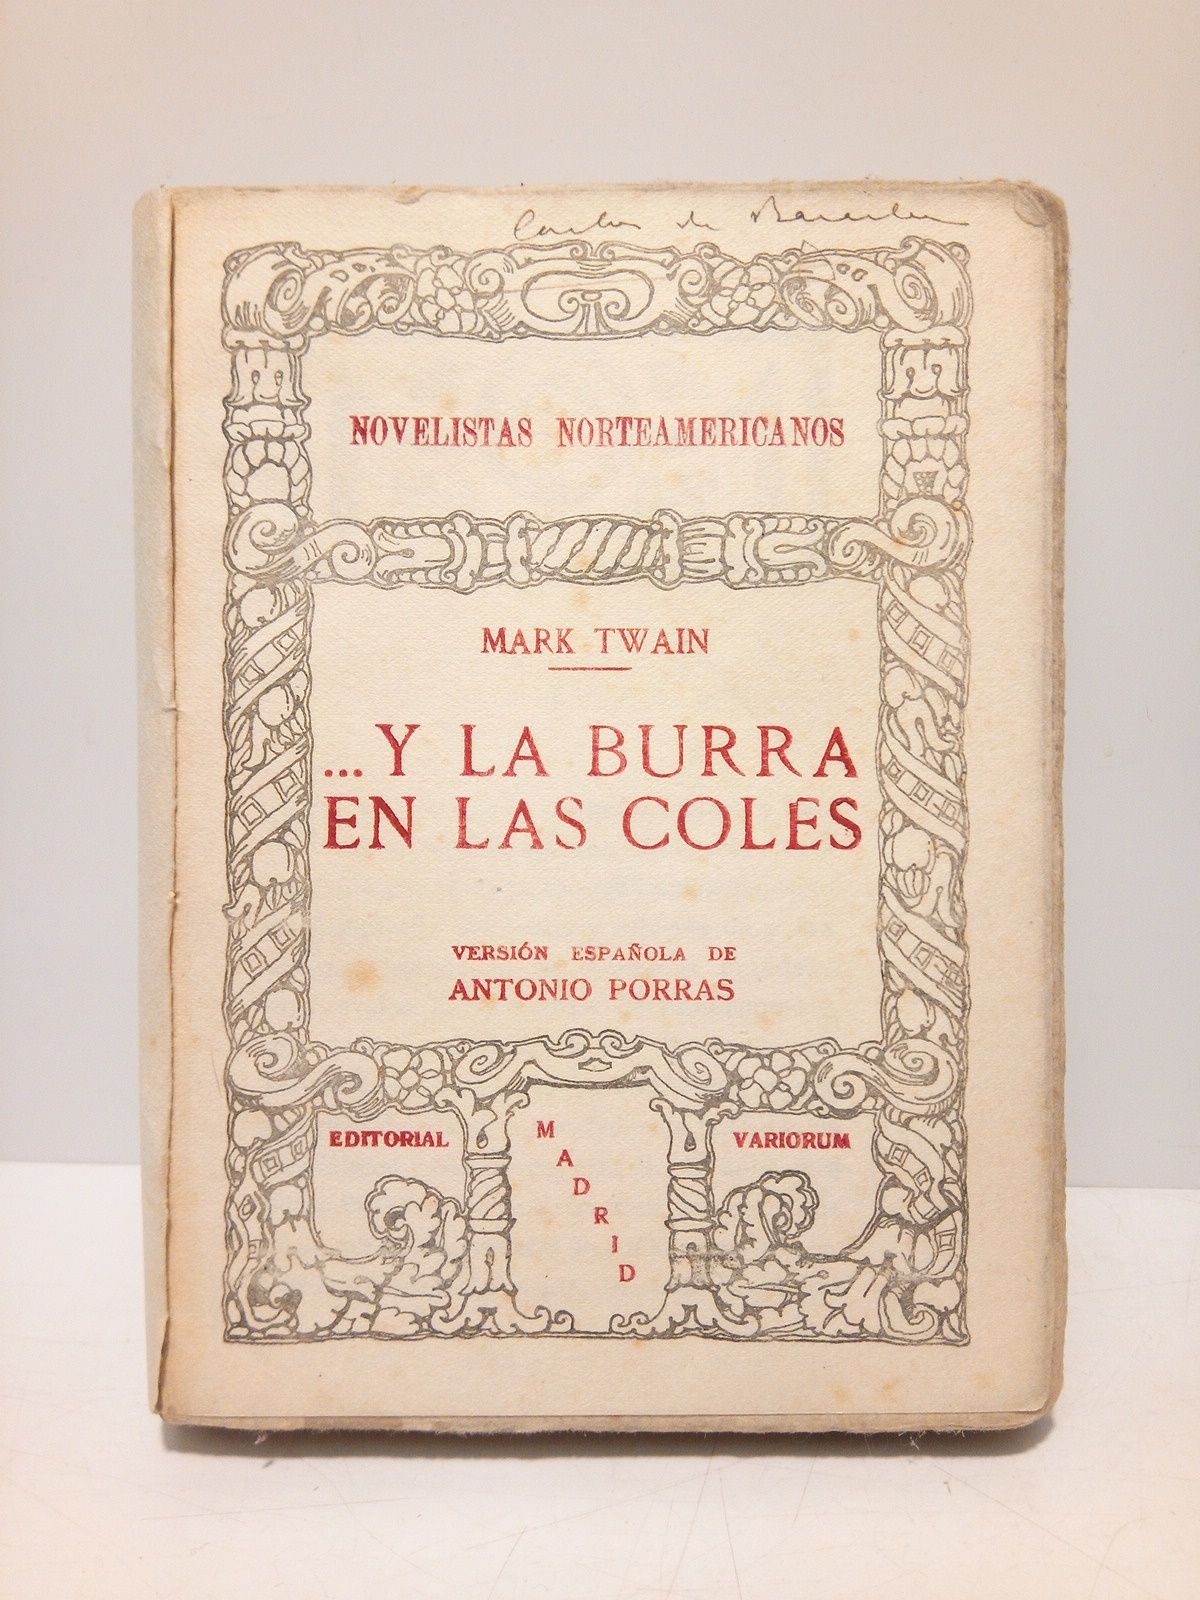 NOVELISTAS NORTEAMERICANOS
MARK TWAIN
...Y LA BURRA
EN LAS COLES
VERSIÓN ESPAÑOLA DE
ANTONIO PORRAS
EDITORIAL
MADRID
VARIORUM